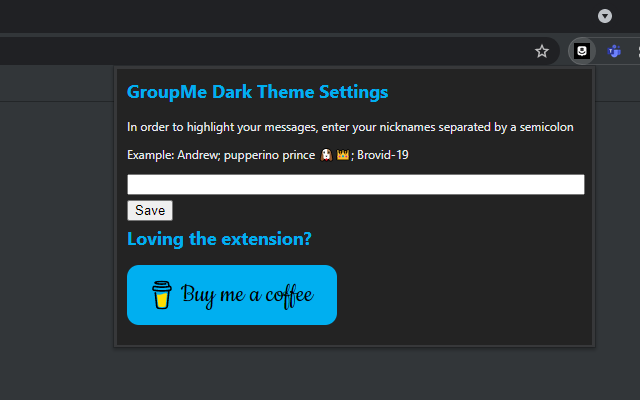 GroupMe Dark Theme Settings
In order to highlight your messages, enter your nicknames separated by a semicolon
Example: Andrew; pupperino prince 🐶👑; Brovid-19
Save
Loving the extension?
Buy me a coffee